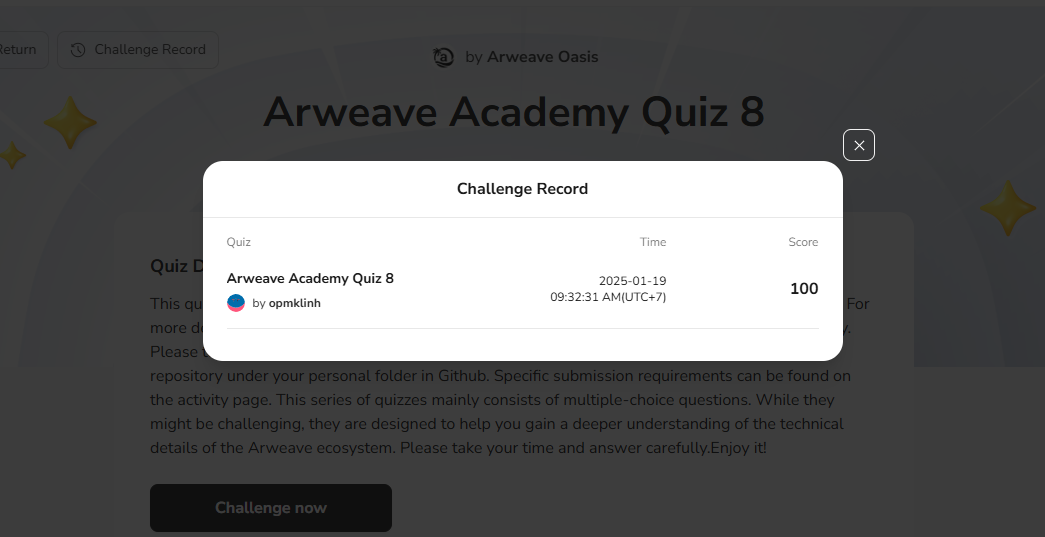 Return
Challenge Record
by Arweave Oasis
Arweave Academy Quiz 8
Challenge Record
Quiz Time Score
Arweave Academy Quiz 8
by opmklinh
2025-01-19
09:32:31 AM(UTC+7)
100
Quiz D
This qu For
more de y.
Please
repository under your personal folder in Github. Specific submission requirements can be found on
the activity page. This series of quizzes mainly consists of multiple-choice questions. While they
might be challenging, they are designed to help you gain a deeper understanding of the technical
details of the Arweave ecosystem. Please take your time and answer carefully.Enjoy it!
Challenge now